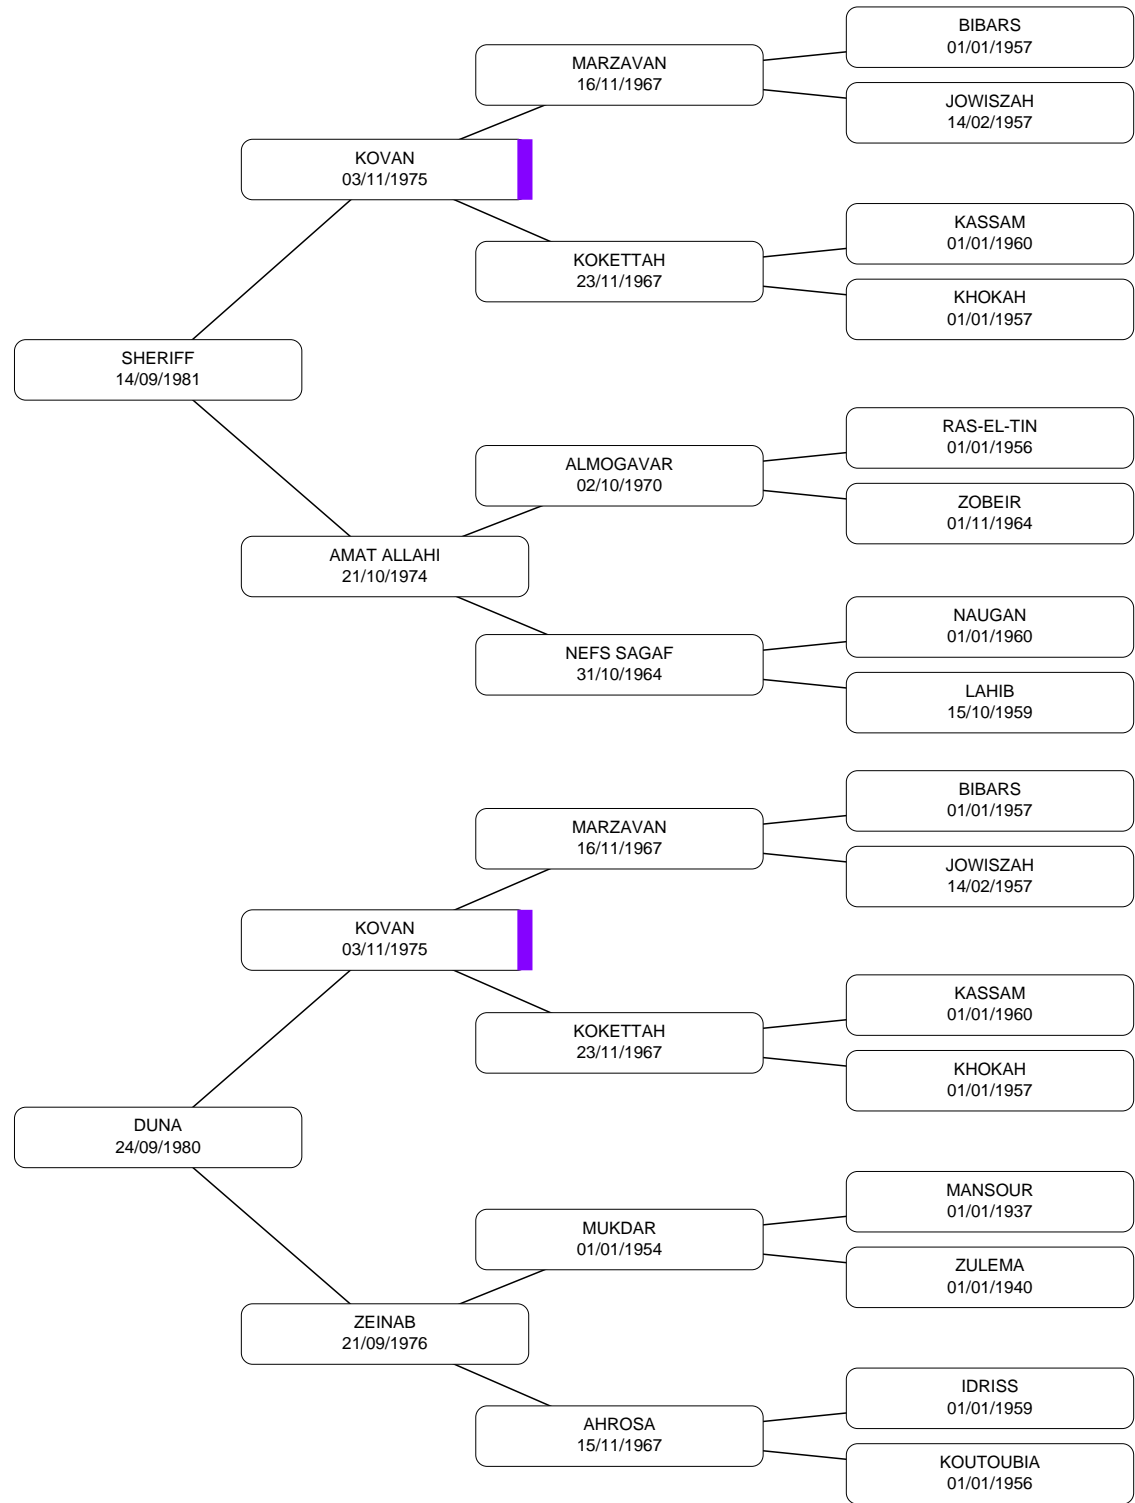 BIBARS
01/01/1957
MARZAVAN
16/11/1967
JOWISZAH
14/02/1957
KOVAN
03/11/1975
KASSAM
01/01/1960
KOKETTAH
23/11/1967
KHOKAH
01/01/1957
SHERIFF
14/09/1981
RAS-EL-TIN
01/01/1956
ALMOGAVAR
02/10/1970
ZOBEIR
01/11/1964
AMAT ALLAHI
21/10/1974
NAUGAN
01/01/1960
NEFS SAGAF
31/10/1964
LAHIB
15/10/1959
BIBARS
01/01/1957
MARZAVAN
16/11/1967
JOWISZAH
14/02/1957
KOVAN
03/11/1975
KASSAM
01/01/1960
KOKETTAH
23/11/1967
KHOKAH
01/01/1957
DUNA
24/09/1980
MANSOUR
01/01/1937
MUKDAR
01/01/1954
ZULEMA
01/01/1940
ZEINAB
21/09/1976
IDRISS
01/01/1959
AHROSA
15/11/1967
KOUTOUBIA
01/01/1956